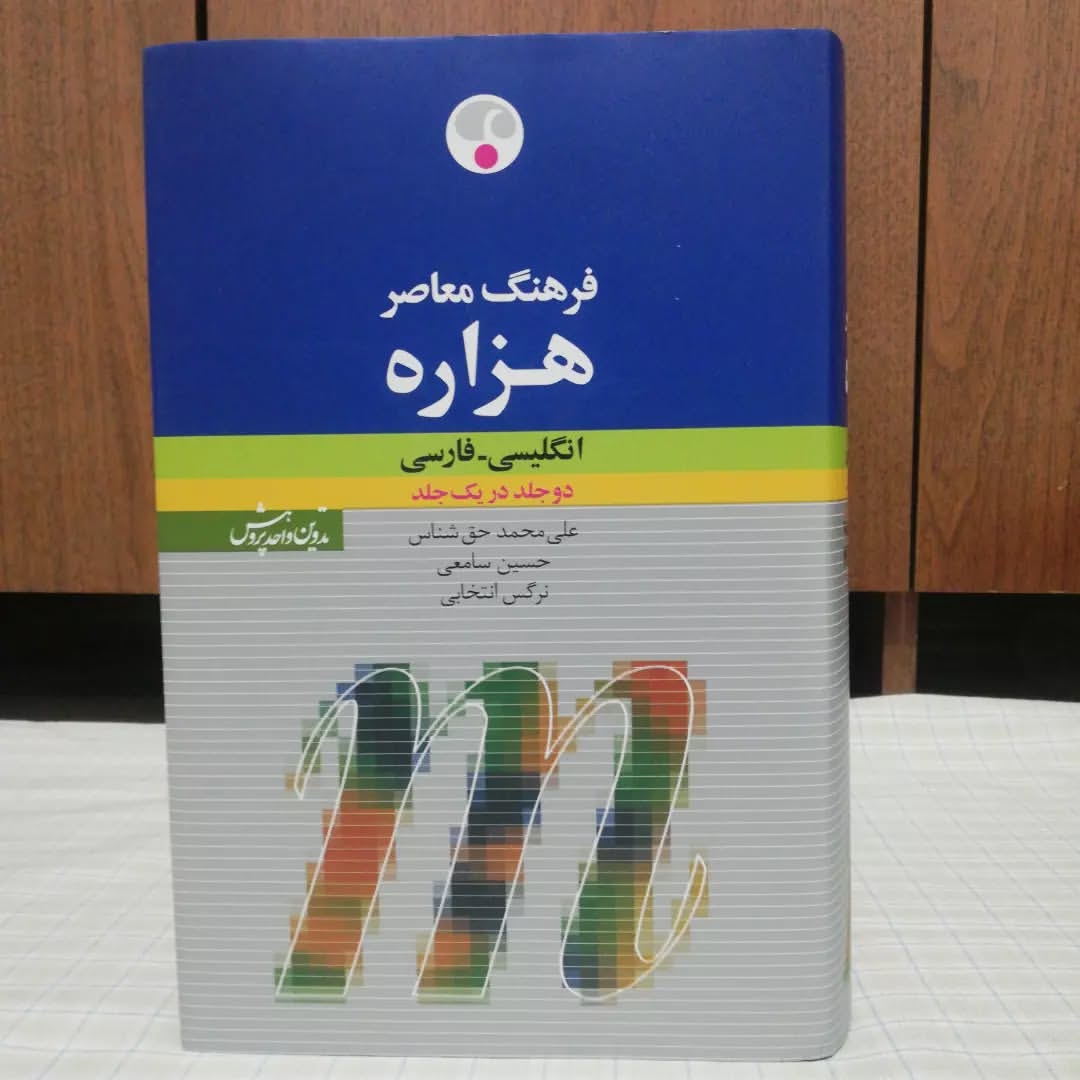 فرهنگ معاصر
هزاره
انگلیسی-فارسی
دو جلد در یک جلد
تدوین واحد پژوهش
علی محمد حق شناس
حسین سامعی
نرگس انتخابی
m